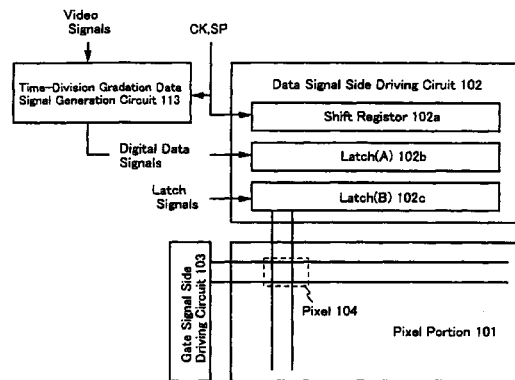 Video
Signals
CK,SP
Time-Division Gradation Data
Signal Generation Circuit 113
Data Signal Side Driving Ciruit 102
Shift Register 102a
Digital Data
Signals
Latch(A) 102b
Latch
Signals
Latch(B) 102c
Gate Signal Side
Driving Circuit 103
Pixel 104
Pixel Portion 101